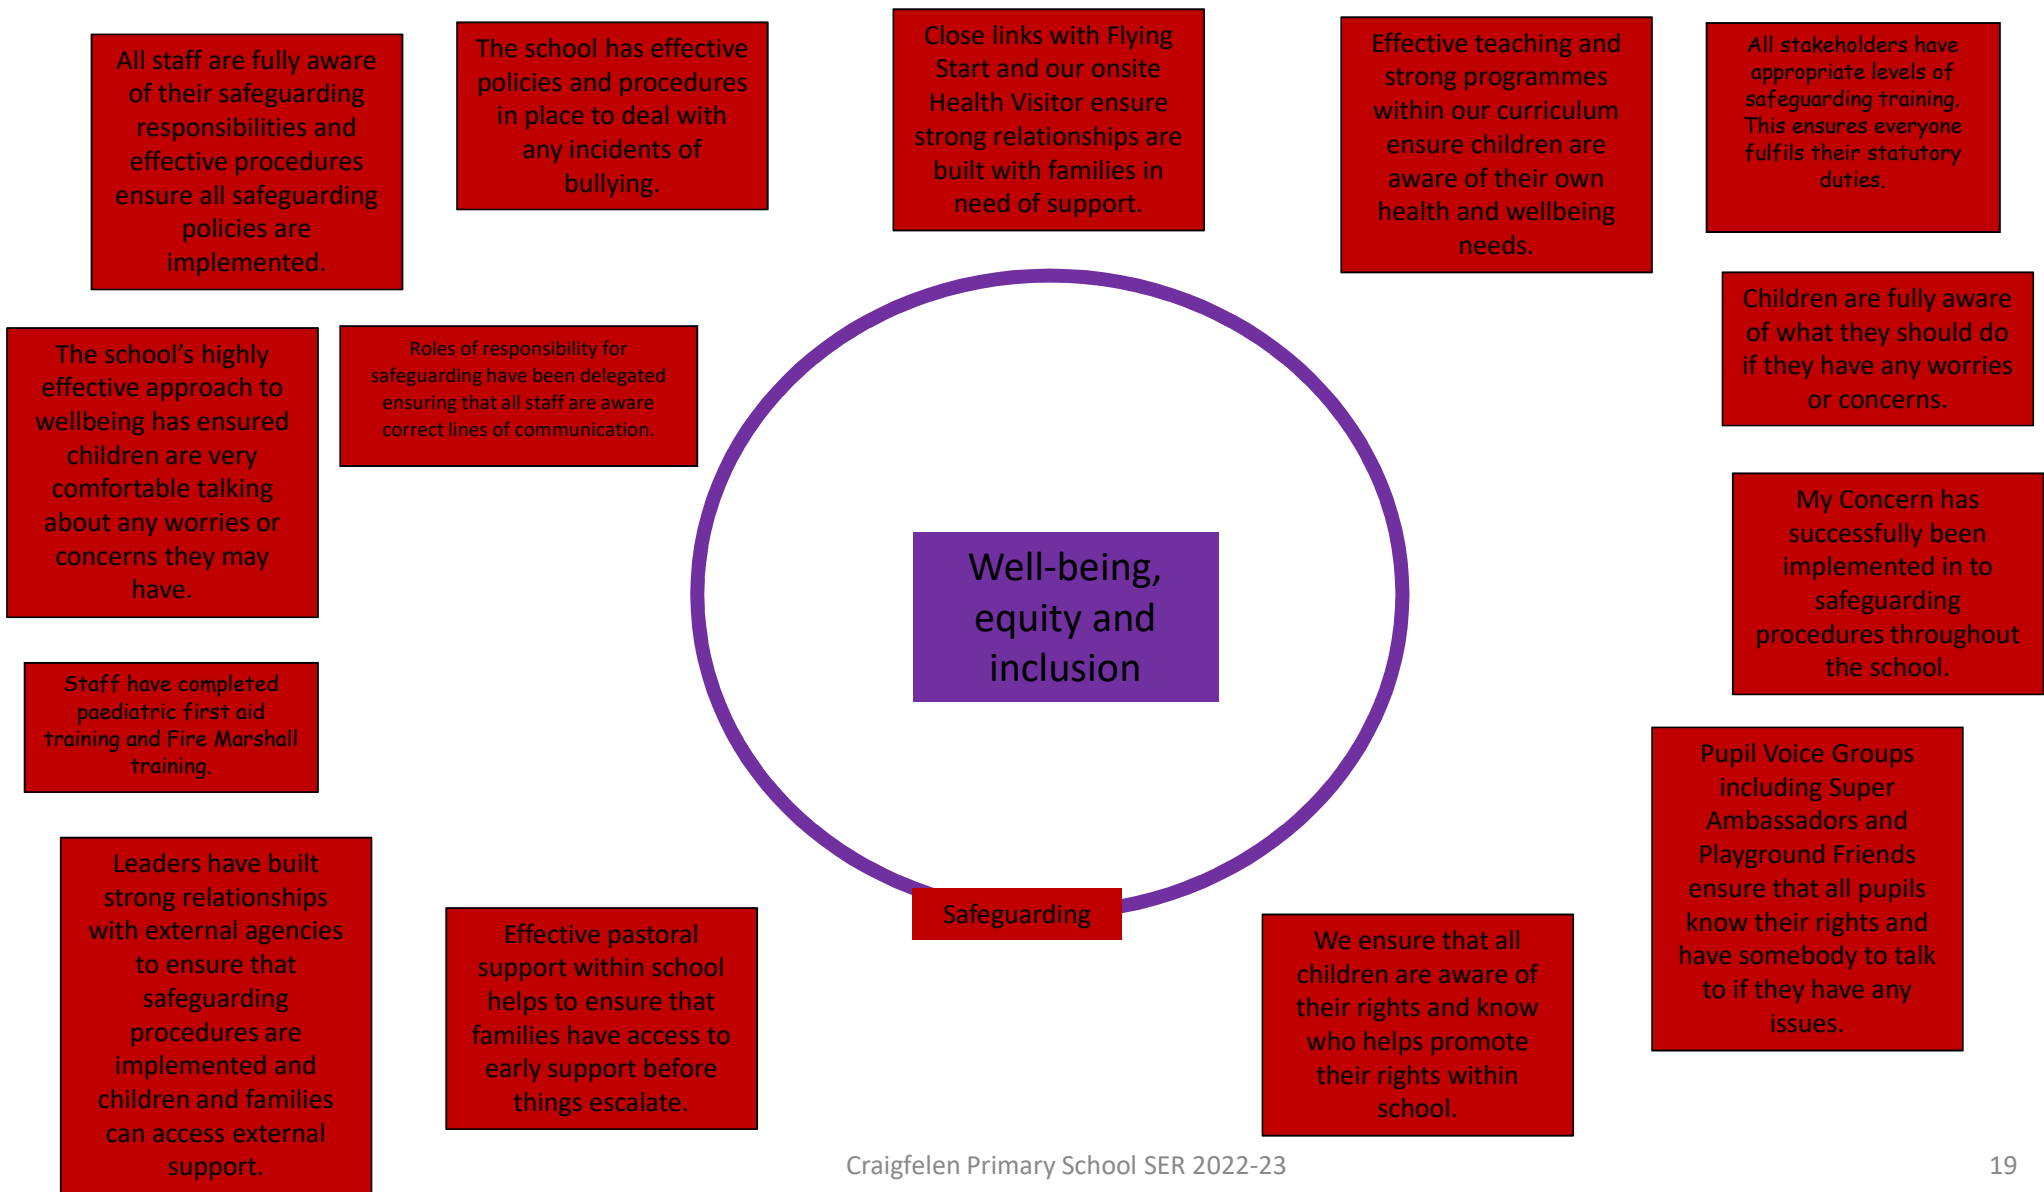 All staff are fully aware
of their safeguarding
responsibilities and
effective procedures
ensure all safeguarding
policies are
implemented.
The school has effective
policies and procedures
in place to deal with
any incidents of
bullying.
Close links with Flying
Start and our onsite
Health Visitor ensure
strong relationships are
built with families in
need of support.
Effective teaching and
strong programmes
within our curriculum
ensure children are
aware of their own
health and wellbeing
needs.
All stakeholders have
appropriate levels of
safeguarding training.
This ensures everyone
fulfils their statutory
duties.
The school's highly
effective approach to
wellbeing has ensured
children are very
comfortable talking
about any worries or
concerns they may
have.
Roles of responsibility for
safeguarding have been delegated
ensuring that all staff are aware
correct lines of communication.
Children are fully aware
of what they should do
if they have any worries
or concerns.
My Concern has
successfully been
implemented in to
safeguarding
procedures throughout
the school.
Well-being,
equity and
inclusion
Staff have completed
paediatric first aid
training and Fire Marshall
training.
Pupil Voice Groups
including Super
Ambassadors and
Playground Friends
ensure that all pupils
know their rights and
have somebody to talk
to if they have any
issues.
Leaders have built
strong relationships
with external agencies
to ensure that
safeguarding
procedures are
implemented and
children and families
can access external
support.
Effective pastoral
support within school
helps to ensure that
families have access to
early support before
things escalate.
Safeguarding
We ensure that all
children are aware of
their rights and know
who helps promote
their rights within
school.
Craigfelen Primary School SER 2022-23
19